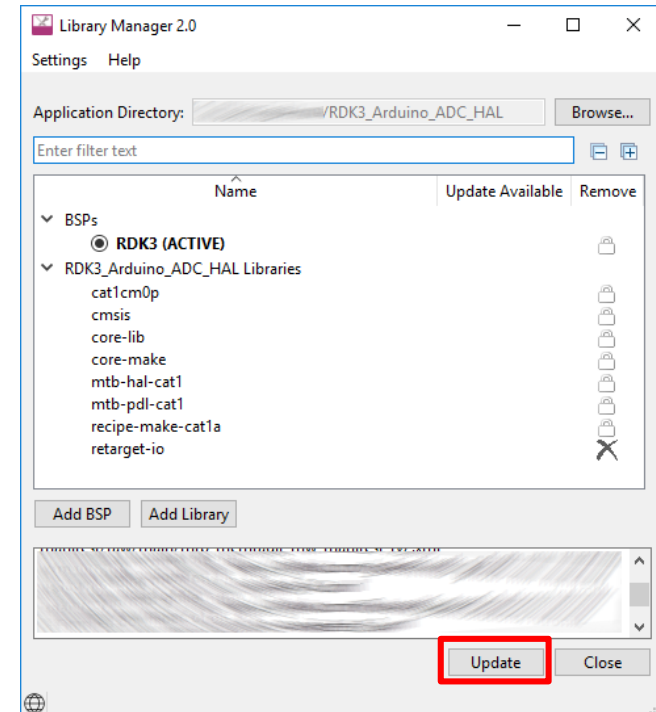 Library Manager 2.0
Settings Help
Application Directory: /RDK3_Arduino_ADC_HAL Browse...
Enter filter text
Name Update Available Remove
BSPs
RDK3 (ACTIVE)
RDK3_Arduino_ADC_HAL Libraries
cat1cm0p
cmsis
core-lib
core-make
mtb-hal-cat1
mtb-pdl-cat1
recipe-make-cat1a
retarget-io
Add BSP Add Library
Update Close